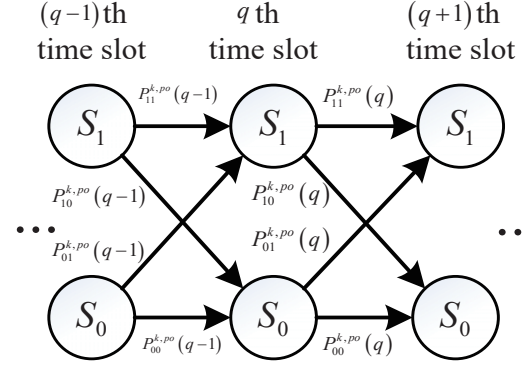 (q−1)th q th (q+1)th
time slot time slot time slot
P_{11}^{k,po}(q−1) P_{11}^{k,po}(q)
S_1 S_1 S_1
P_{10}^{k,po}(q−1) P_{10}^{k,po}(q)
... ..
P_{01}^{k,po}(q−1) P_{01}^{k,po}(q)
S_0 S_0 S_0
P_{00}^{k,po}(q−1) P_{00}^{k,po}(q)